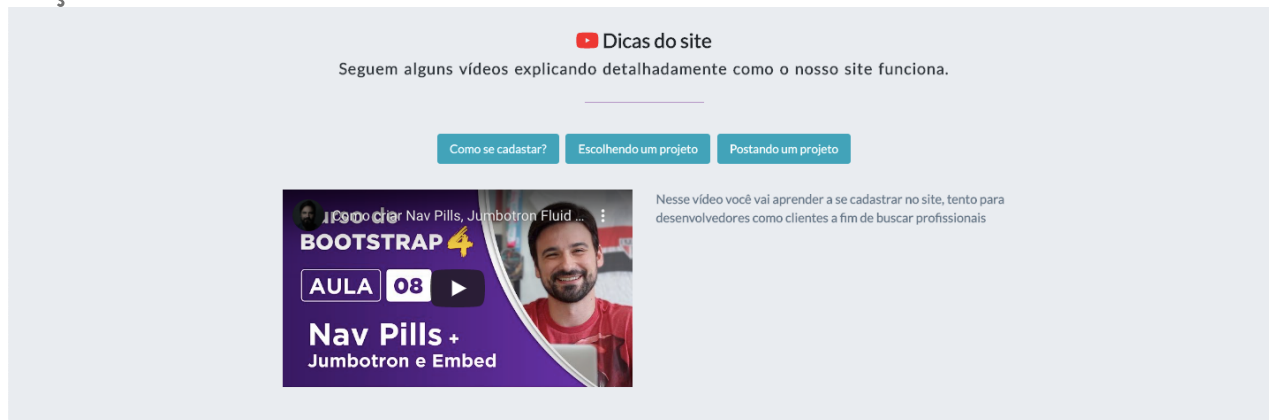 Dicas do site
Seguem alguns vídeos explicando detalhadamente como o nosso site funciona.
Como se cadastar?
Escolhendo um projeto
Postando um projeto
Como criar Nav Pills, Jumbotron Fluid ...
BOOTSTRAP 4
AULA 08
Nav Pills +
Jumbotron e Embed
Nesse vídeo você vai aprender a se cadastrar no site, tento para
desenvolvedores como clientes a fim de buscar profissionais